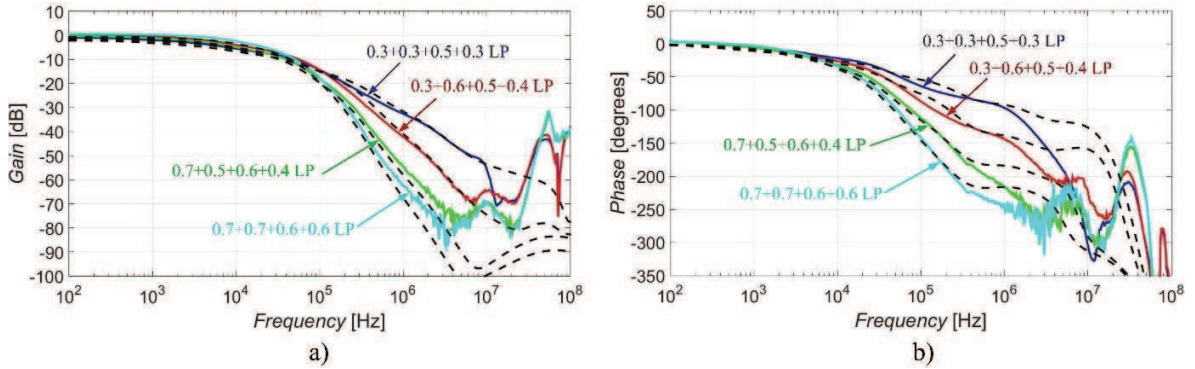 10
0
-10
-20
-30
-40
-50
-60
-70
-80
-90
-100
Gain [dB]
0.3+0.3+0.5+0.3 LP
0.3+0.6+0.5+0.4 LP
0.7+0.5+0.6+0.4 LP
0.7+0.7+0.6+0.6 LP
10² 10³ 10⁴ 10⁵ 10⁶ 10⁷ 10⁸
Frequency [Hz]
a)
50
0
-50
-100
-150
-200
-250
-300
-350
Phase [degrees]
0.3+0.3+0.5+0.3 LP
0.3+0.6+0.5+0.4 LP
0.7+0.5+0.6+0.4 LP
0.7+0.7+0.6+0.6 LP
10² 10³ 10⁴ 10⁵ 10⁶ 10⁷ 10⁸
Frequency [Hz]
b)